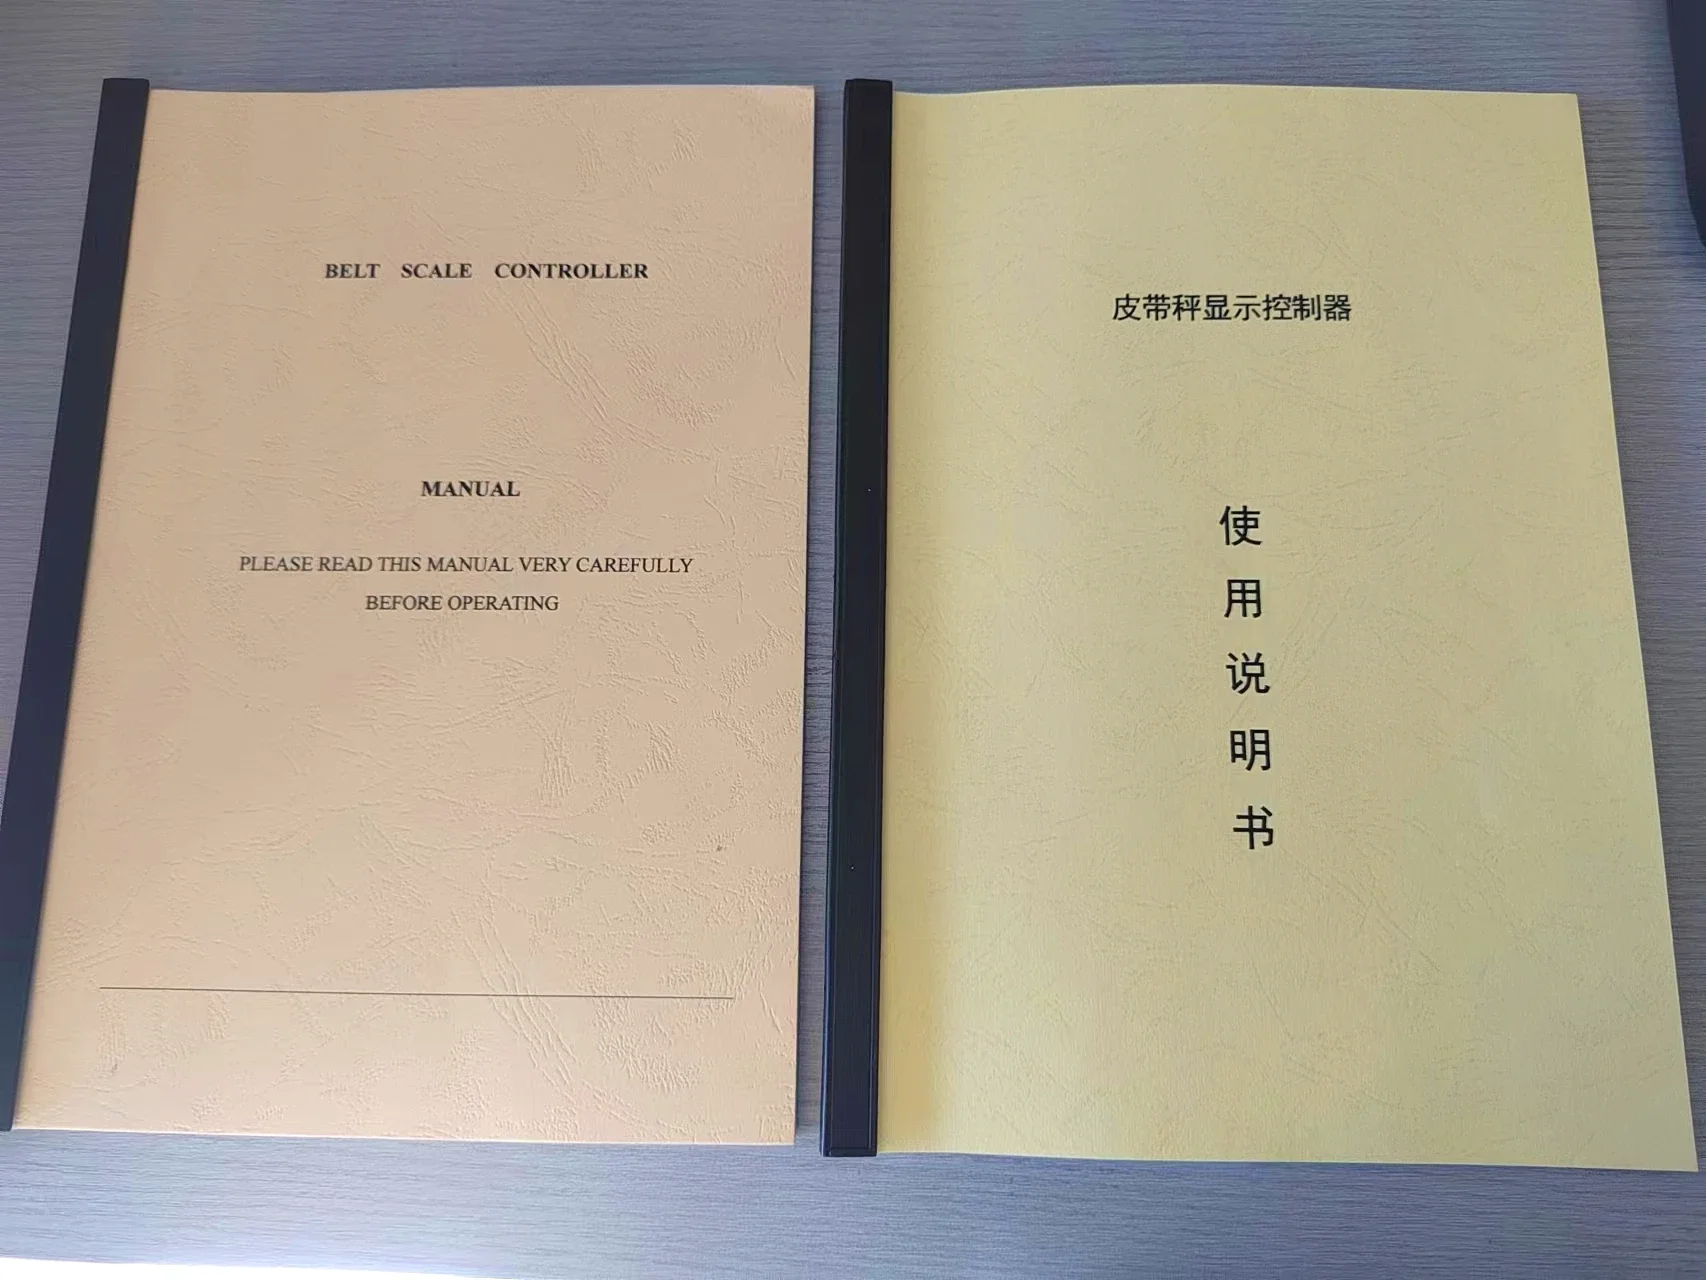 BELT SCALE CONTROLLER
MANUAL
PLEASE READ THIS MANUAL VERY CAREFULLY
BEFORE OPERATING
皮带秤显示控制器
使
用
说
明
书